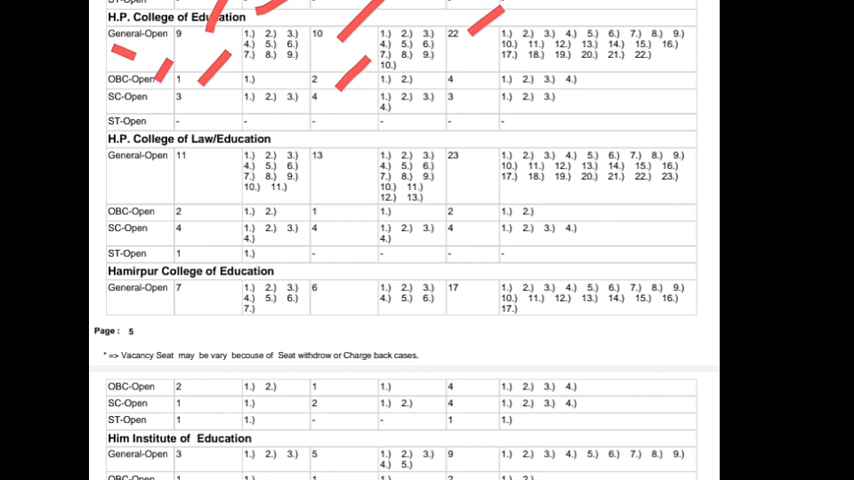 H.P. College of Education
General-Open 9 1.) 2.) 3.) 10 1.) 2.) 3.) 22 1.) 2.) 3.) 4.) 5.) 6.) 7.) 8.) 9.)
4.) 5.) 6.) 4.) 5.) 6.) 10.) 11.) 12.) 13.) 14.) 15.) 16.)
7.) 8.) 9.) 7.) 8.) 9.) 17.) 18.) 19.) 20.) 21.) 22.)
10.)
OBC-Open 1 1.) 2 1.) 2.) 4 1.) 2.) 3.) 4.)
SC-Open 3 1.) 2.) 3.) 4 1.) 2.) 3.) 3 1.) 2.) 3.)
4.)
ST-Open - - - - - -
H.P. College of Law/Education
General-Open 11 1.) 2.) 3.) 13 1.) 2.) 3.) 23 1.) 2.) 3.) 4.) 5.) 6.) 7.) 8.) 9.)
4.) 5.) 6.) 4.) 5.) 6.) 10.) 11.) 12.) 13.) 14.) 15.) 16.)
7.) 8.) 9.) 7.) 8.) 9.) 17.) 18.) 19.) 20.) 21.) 22.) 23.)
10.) 11.) 10.) 11.)
12.) 13.)
OBC-Open 2 1.) 2.) 1 1.) 2 1.) 2.)
SC-Open 4 1.) 2.) 3.) 4 1.) 2.) 3.) 4 1.) 2.) 3.) 4.)
4.) 4.)
ST-Open 1 1.) - - - -
Hamirpur College of Education
General-Open 7 1.) 2.) 3.) 6 1.) 2.) 3.) 17 1.) 2.) 3.) 4.) 5.) 6.) 7.) 8.) 9.)
4.) 5.) 6.) 4.) 5.) 6.) 10.) 11.) 12.) 13.) 14.) 15.) 16.)
7.) 17.)
Page : 5
* => Vacancy Seat may be vary becouse of Seat withdrow or Charge back cases.
OBC-Open 2 1.) 2.) 1 1.) 4 1.) 2.) 3.) 4.)
SC-Open 1 1.) 2 1.) 2.) 4 1.) 2.) 3.) 4.)
ST-Open 1 1.) - - 1 1.)
Him Institute of Education
General-Open 3 1.) 2.) 3.) 5 1.) 2.) 3.) 9 1.) 2.) 3.) 4.) 5.) 6.) 7.) 8.) 9.)
4.) 5.)
OBC-Open 1 1.) 1 1.) 2 1.) 2.)